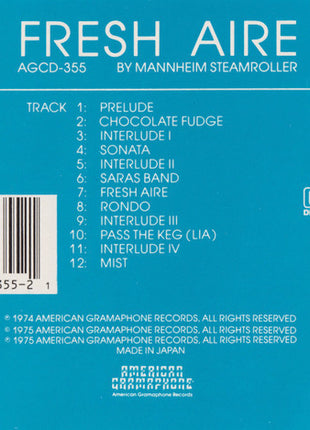 FRESH AIRE
AGCD-355 BY MANNHEIM STEAMROLLER
TRACK 1: PRELUDE
2: CHOCOLATE FUDGE
3: INTERLUDE I
4: SONATA
5: INTERLUDE II
6: SARAS BAND
7: FRESH AIRE
8: RONDO
9: INTERLUDE III
10: PASS THE KEG (LIA)
11: INTERLUDE IV
12: MIST
355-2 1
℗ 1974 AMERICAN GRAMAPHONE RECORDS, ALL RIGHTS RESERVED
℗ 1975 AMERICAN GRAMAPHONE RECORDS, ALL RIGHTS RESERVED
© 1975 AMERICAN GRAMAPHONE RECORDS, ALL RIGHTS RESERVED
MADE IN JAPAN
AMERICAN
GRAMAPHONE
American Gramaphone Records